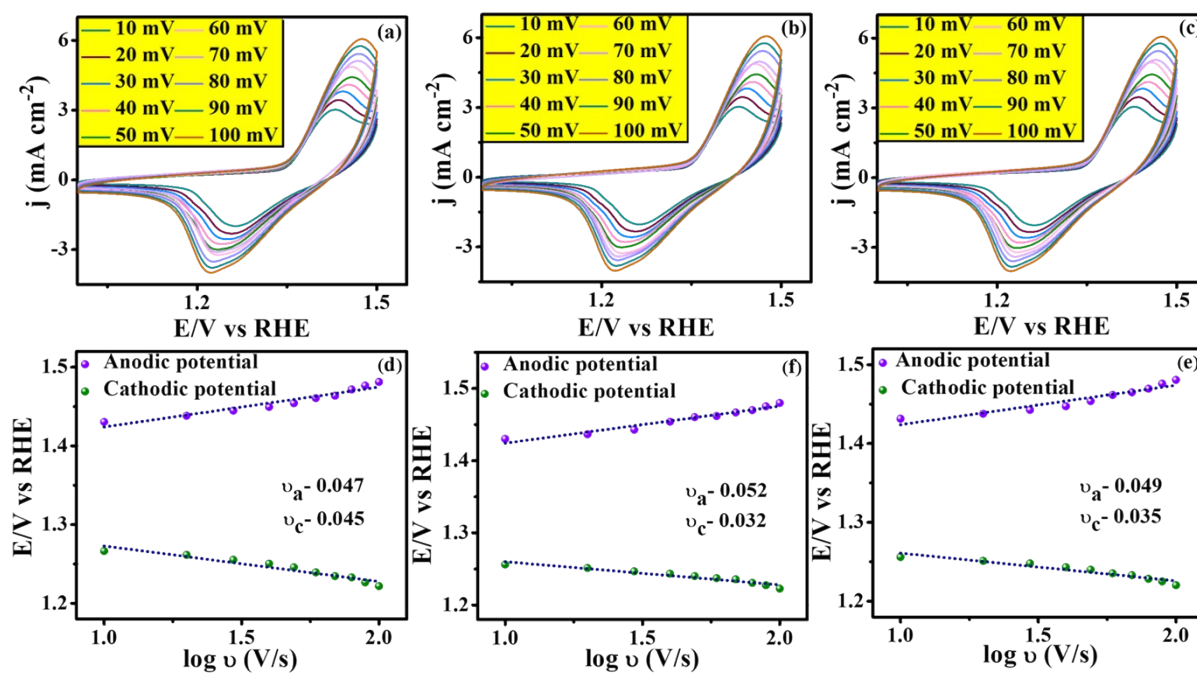 (a)
10 mV 60 mV
20 mV 70 mV
30 mV 80 mV
40 mV 90 mV
50 mV 100 mV
6
3
0
-3
j (mA cm-2)
1.2 1.5
E/V vs RHE
(b)
10 mV 60 mV
20 mV 70 mV
30 mV 80 mV
40 mV 90 mV
50 mV 100 mV
6
3
0
-3
j (mA cm-2)
1.2 1.5
E/V vs RHE
(c)
10 mV 60 mV
20 mV 70 mV
30 mV 80 mV
40 mV 90 mV
50 mV 100 mV
6
3
0
-3
j (mA cm-2)
1.2 1.5
E/V vs RHE
(d)
Anodic potential
Cathodic potential
1.5
1.4
1.3
1.2
E/V vs RHE
υa- 0.047
υc- 0.045
1.0 1.5 2.0
log υ (V/s)
(f)
Anodic potential
Cathodic potential
1.5
1.4
1.3
1.2
E/V vs RHE
υa- 0.052
υc- 0.032
1.0 1.5 2.0
log υ (V/s)
(e)
Anodic potential
Cathodic potential
1.5
1.4
1.3
1.2
E/V vs RHE
υa- 0.049
υc- 0.035
1.0 1.5 2.0
log υ (V/s)